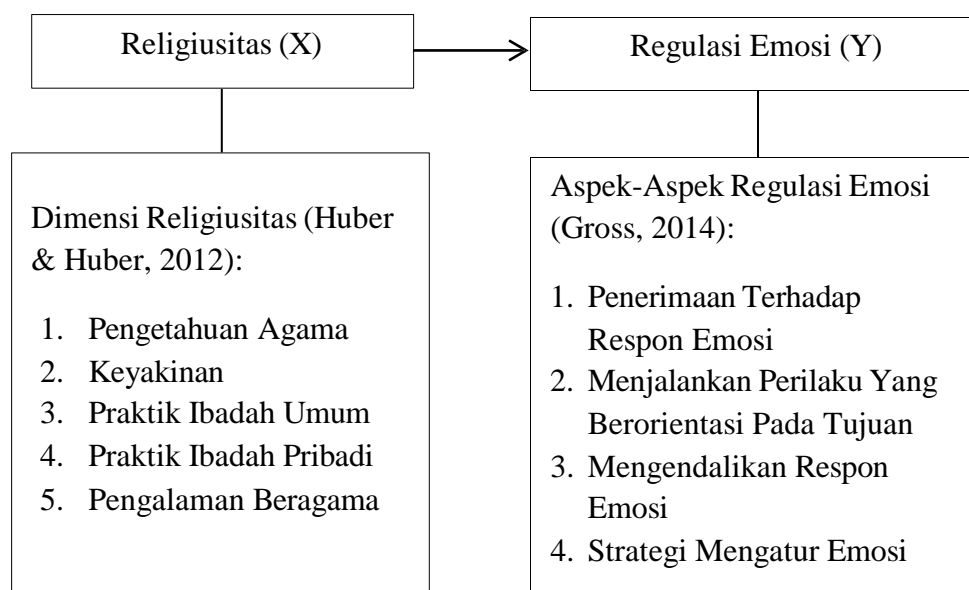 Religiusitas (X)
Regulasi Emosi (Y)
Dimensi Religiusitas (Huber
& Huber, 2012):
1. Pengetahuan Agama
2. Keyakinan
3. Praktik Ibadah Umum
4. Praktik Ibadah Pribadi
5. Pengalaman Beragama
Aspek-Aspek Regulasi Emosi
(Gross, 2014):
1. Penerimaan Terhadap
Respon Emosi
2. Menjalankan Perilaku Yang
Berorientasi Pada Tujuan
3. Mengendalikan Respon
Emosi
4. Strategi Mengatur Emosi